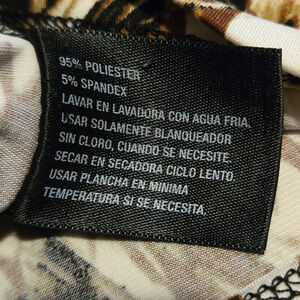 95% POLIESTER
5% SPANDEX
LAVAR EN LAVADORA CON AGUA FRIA.
USAR SOLAMENTE BLANQUEADOR
SIN CLORO, CUANDO SE NECESITE.
SECAR EN SECADORA CICLO LENTO.
USAR PLANCHA EN MINIMA
TEMPERATURA SI SE NECESITA.